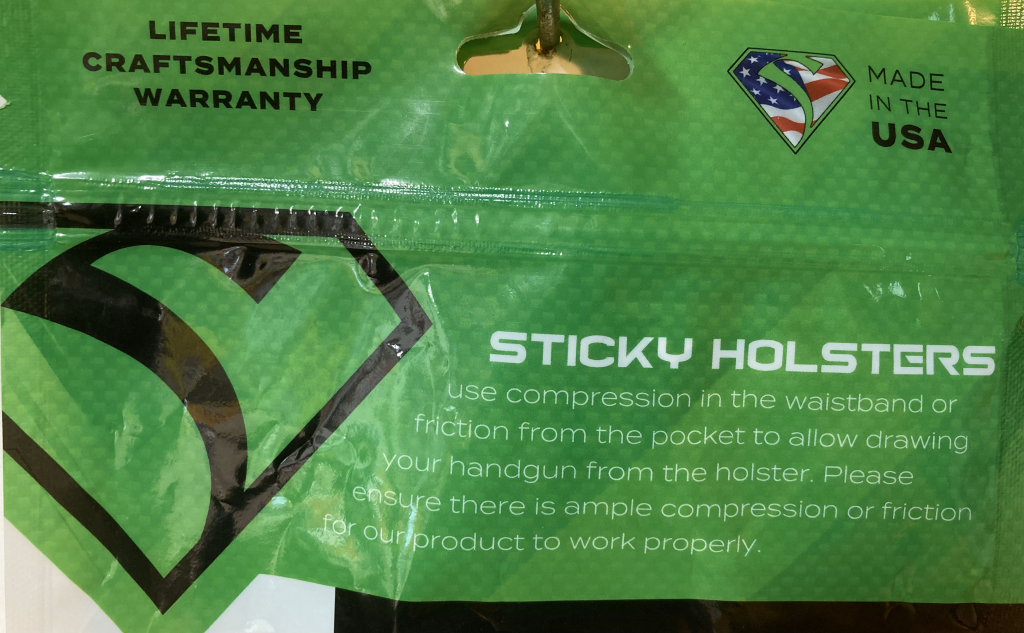 LIFETIME
CRAFTSMANSHIP
WARRANTY
MADE
IN THE
USA
STICKY HOLSTERS
use compression in the waistband or
friction from the pocket to allow drawing
your handgun from the holster. Please
ensure there is ample compression or friction
for our product to work properly.